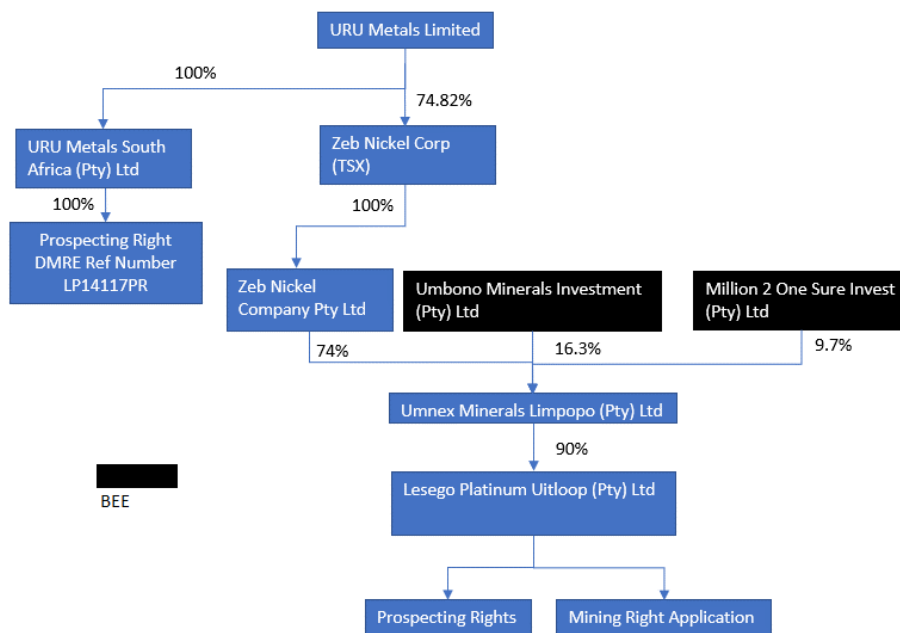 URU Metals Limited
100%
74.82%
URU Metals South
Africa (Pty) Ltd
Zeb Nickel Corp
(TSX)
100%
100%
Prospecting Right
DMRE Ref Number
LP14117PR
Zeb Nickel
Company Pty Ltd
Umbono Minerals Investment
(Pty) Ltd
Million 2 One Sure Invest
(Pty) Ltd
74%
16.3%
9.7%
Umnex Minerals Limpopo (Pty) Ltd
90%
Lesego Platinum Uitloop (Pty) Ltd
BEE
Prospecting Rights
Mining Right Application